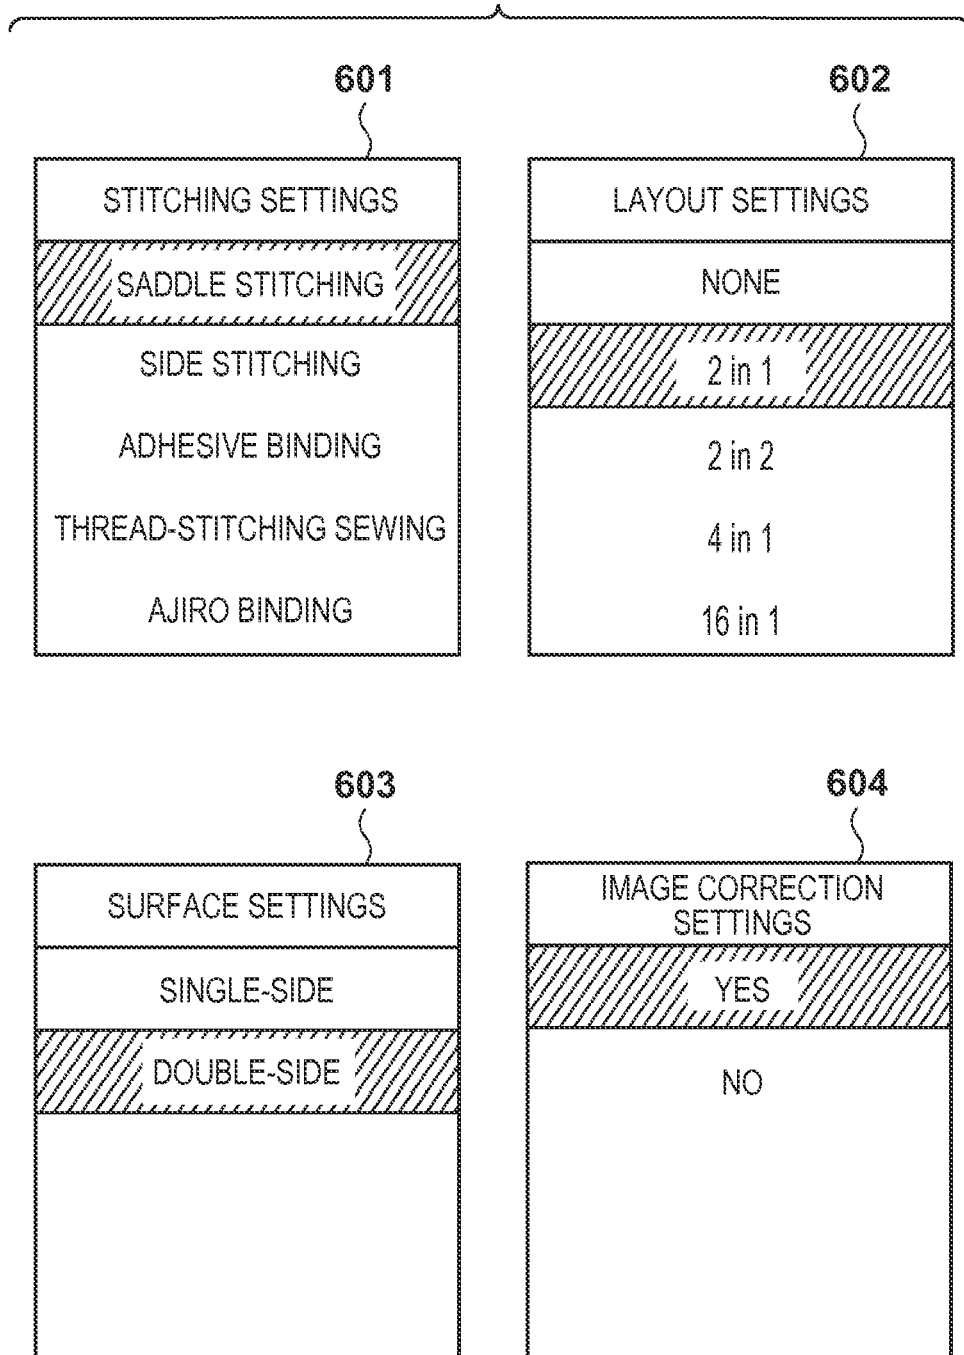 601
STITCHING SETTINGS
SADDLE STITCHING
SIDE STITCHING
ADHESIVE BINDING
THREAD-STITCHING SEWING
AJIRO BINDING
602
LAYOUT SETTINGS
NONE
2 in 1
2 in 2
4 in 1
16 in 1
603
SURFACE SETTINGS
SINGLE-SIDE
DOUBLE-SIDE
604
IMAGE CORRECTION
SETTINGS
YES
NO